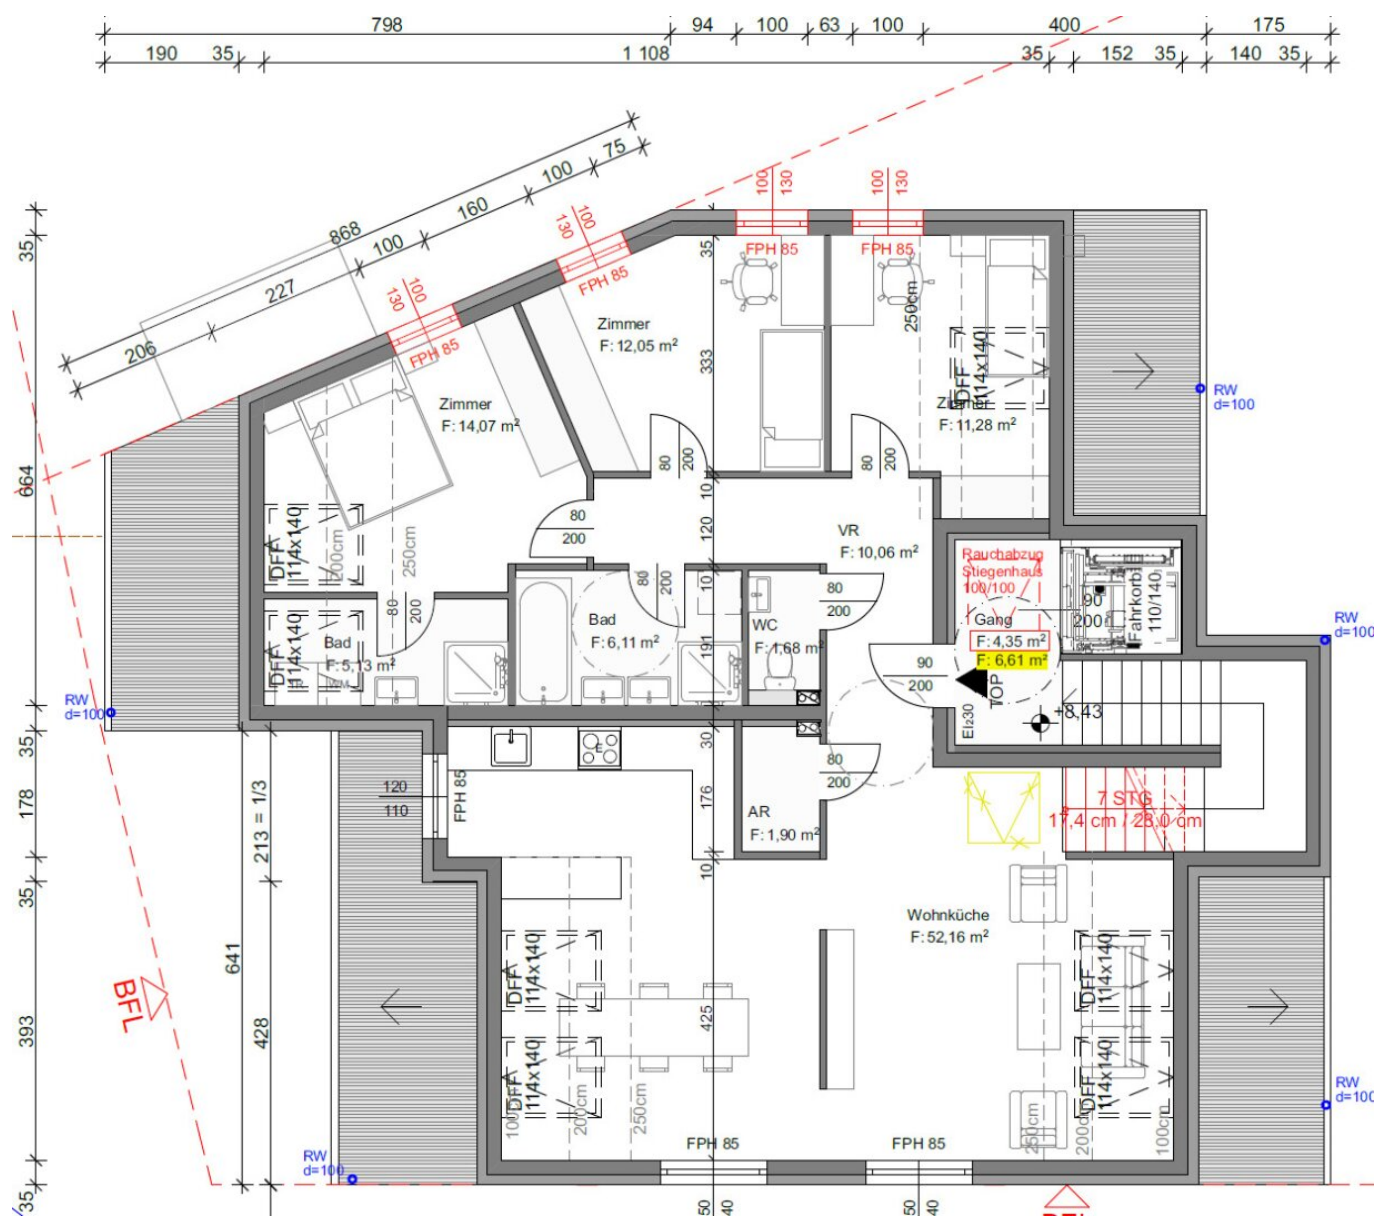 798
94
100
63
100
400
175
190
35
1 108
35
152
35
140
35
868
206
227
100
160
100
75
100
130
100
130
100
130
100
130
FPH 85
FPH 85
FPH 85
FPH 85
35
664
35
178
35
393
35
35
333
10
120
10
191
30
176
10
425
Zimmer
F: 12,05 m²
Zimmer
F: 14,07 m²
F: 11,28 m²
250cm
DFF
114x140
RW
d=100
80
200
80
200
80
200
VR
F: 10,06 m²
DFF
114x140
200cm
250cm
80
200
80
200
80
200
Bad
F: 6,11 m²
WC
F: 1,68 m²
DFF
114x140
Bad
F: 5,13 m²
WM
Rauchabzug
Stiegenhaus
100/100
90
200
Fahrkorb
110/140
Gang
F: 4,35 m²
F: 6,61 m²
90
200
TOP
EI₂30
+8,43
RW
d=100
RW
d=100
120
110
FPH 85
213 = 1/3
641
428
80
200
AR
F: 1,90 m²
7 STG
17,4 cm / 28,0 cm
Wohnküche
F: 52,16 m²
DFF
114x140
DFF
114x140
DFF
114x140
DFF
114x140
100cm
200cm
250cm
250cm
100cm
BFL
RW
d=100
RW
d=100
FPH 85
FPH 85
50
40
50
40